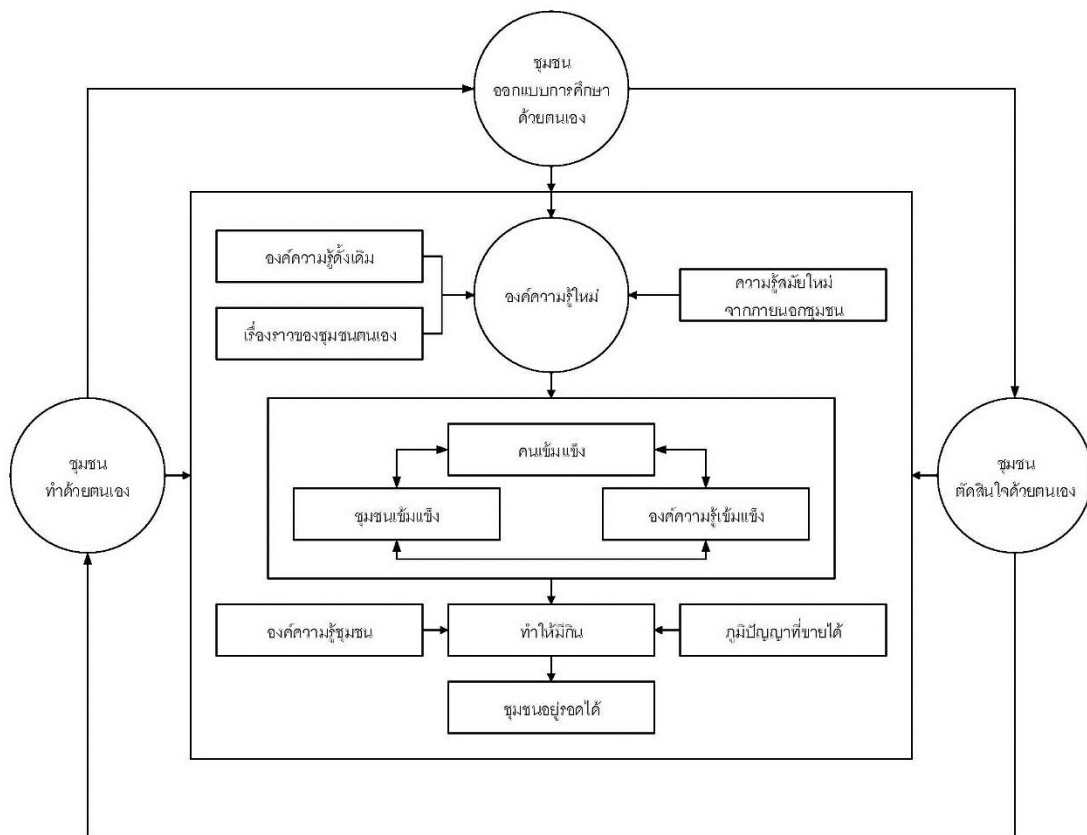 ชุมชน
ออกแบบการศึกษา
ด้วยตนเอง
องค์ความรู้ดั้งเดิม
องค์ความรู้ใหม่
ความรู้สมัยใหม่
จากภายนอกชุมชน
เรื่องราวของชุมชนตนเอง
ชุมชน
ทำด้วยตนเอง
คนเข้มแข็ง
ชุมชนเข้มแข็ง
องค์ความรู้เข้มแข็ง
ชุมชน
ตัดสินใจด้วยตนเอง
องค์ความรู้ชุมชน
ทำให้มีกิน
ภูมิปัญญาที่ขายได้
ชุมชนอยู่รอดได้